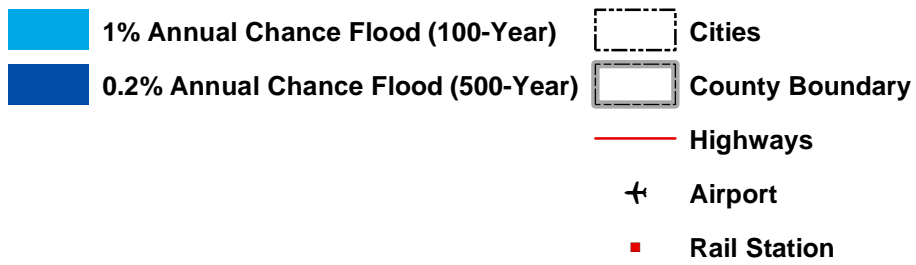 1% Annual Chance Flood (100-Year)
0.2% Annual Chance Flood (500-Year)
Cities
County Boundary
Highways
Airport
Rail Station